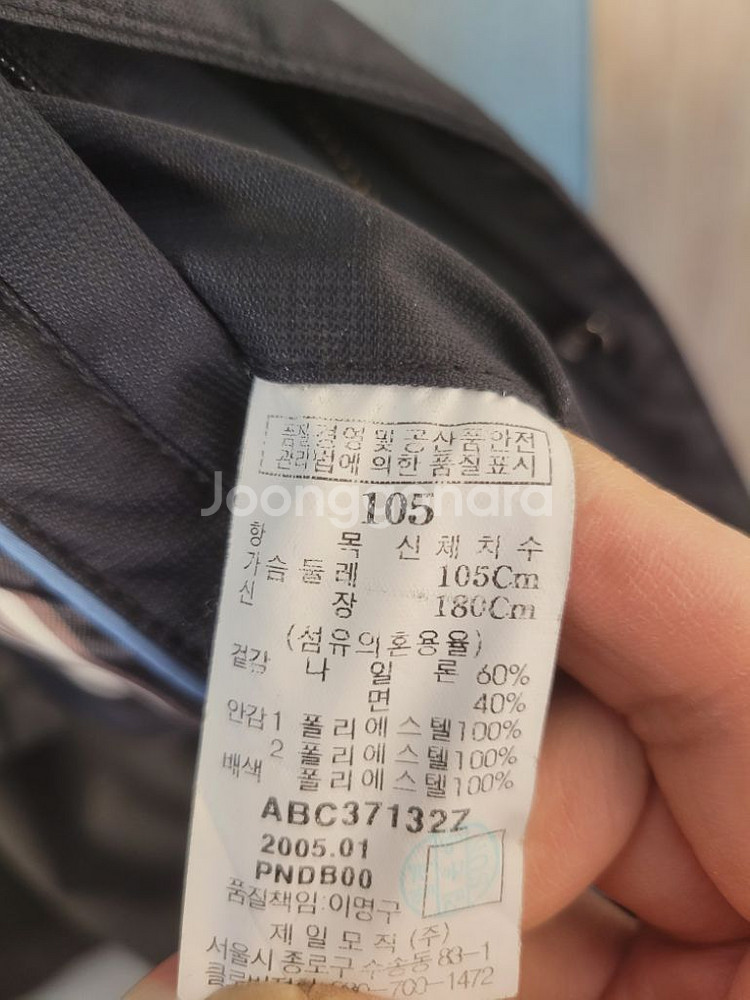 품질경영 및 공산품안전
관리법에 의한 품질표시
Joonggonara
105
항 목 신체치수
가슴둘레 105Cm
신 장 180Cm
(섬유의혼용율)
겉감 나 일 론 60%
면 40%
안감1 폴리에스텔100%
2 폴리에스텔100%
배색 폴리에스텔100%
ABC37132Z
2005.01
PNDB00
품질책임:이명구
제일모직(주)
서울시 종로구 수송동 83-1
700-1472